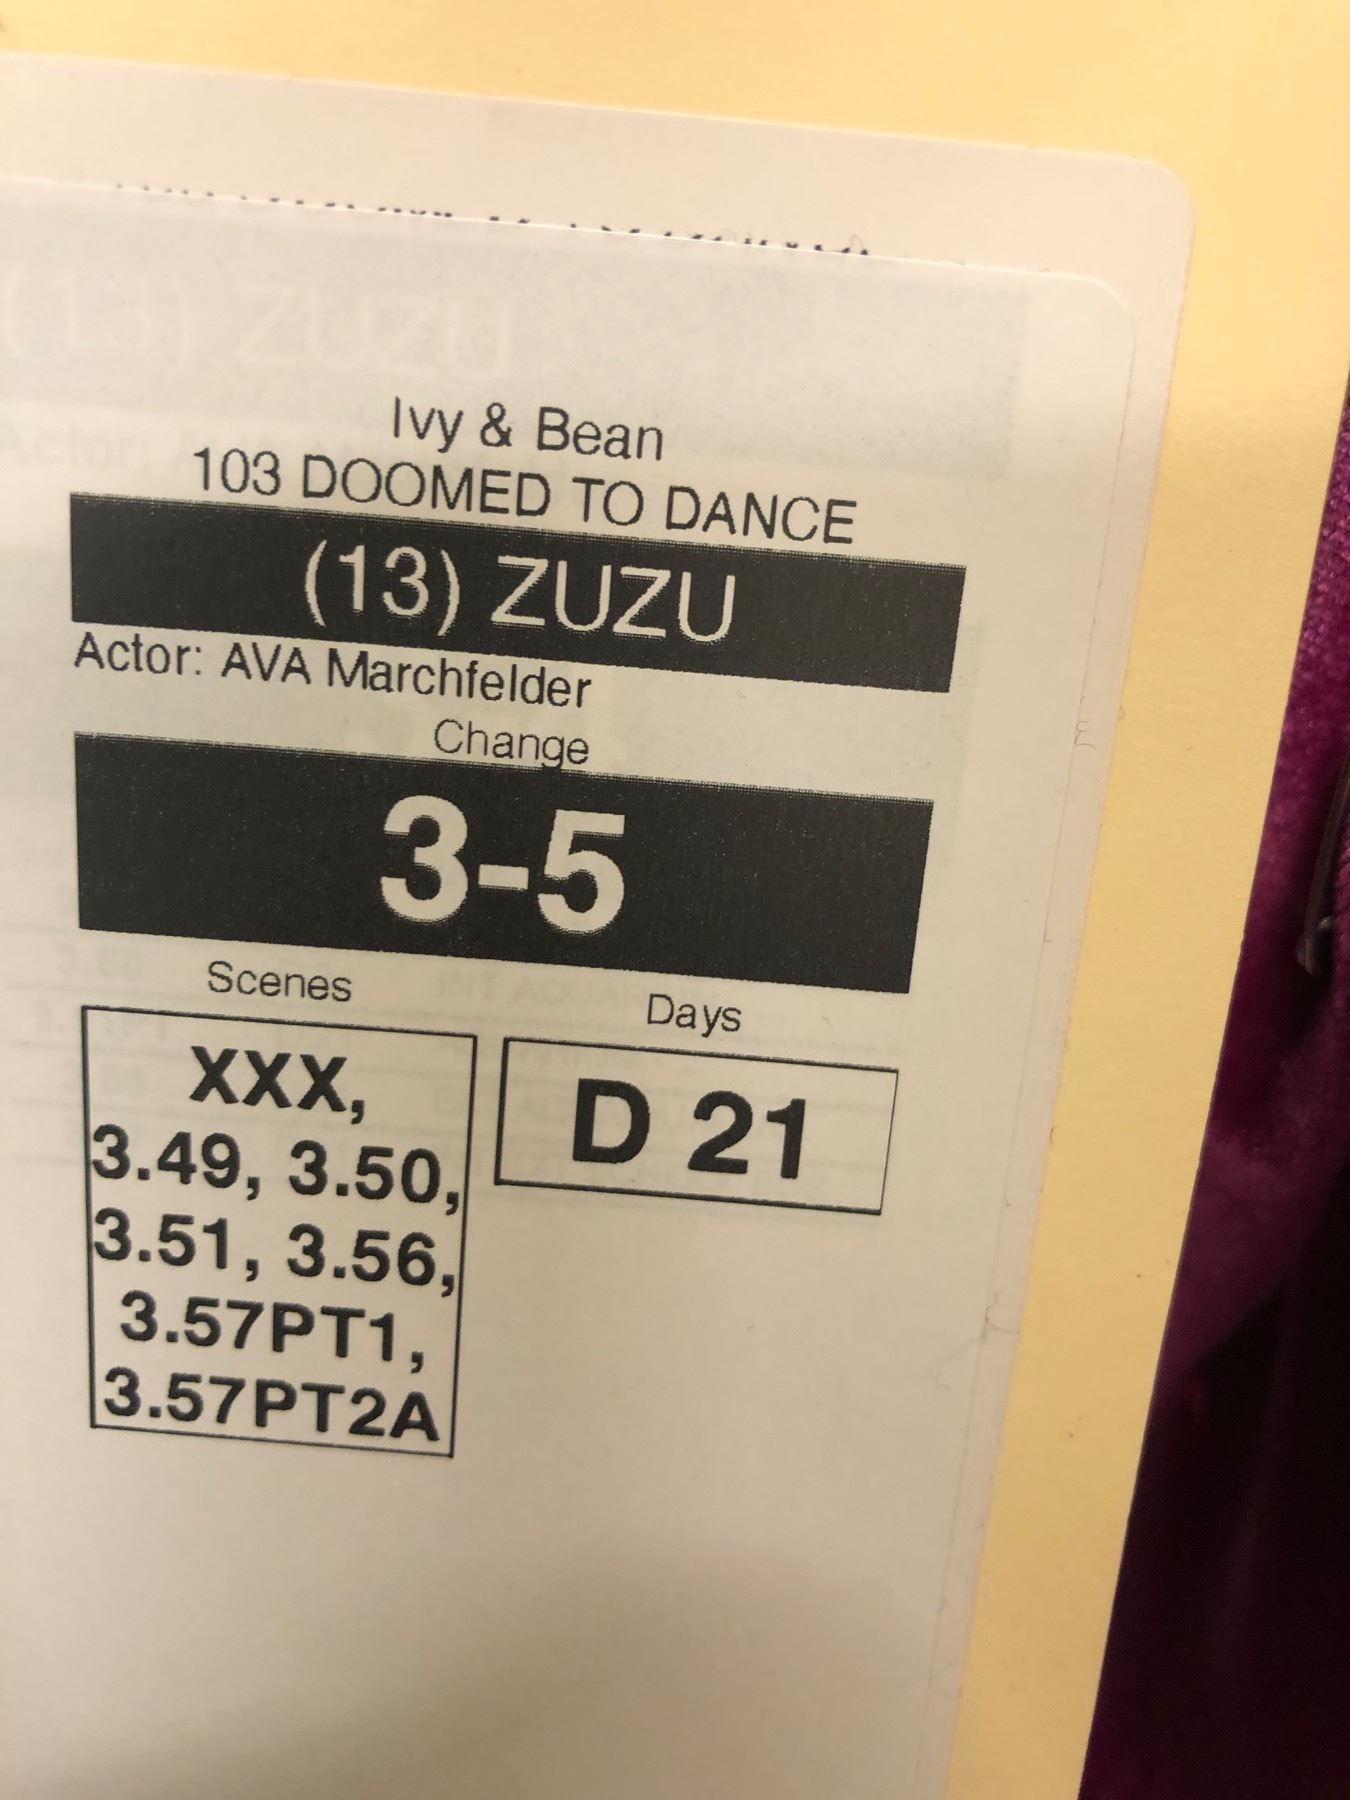 Ivy & Bean
103 DOOMED TO DANCE
(13) ZUZU
Actor: AVA Marchfelder
Change
3-5
Scenes
Days
XXX,
3.49, 3.50,
3.51, 3.56,
3.57PT1,
3.57PT2A
D 21